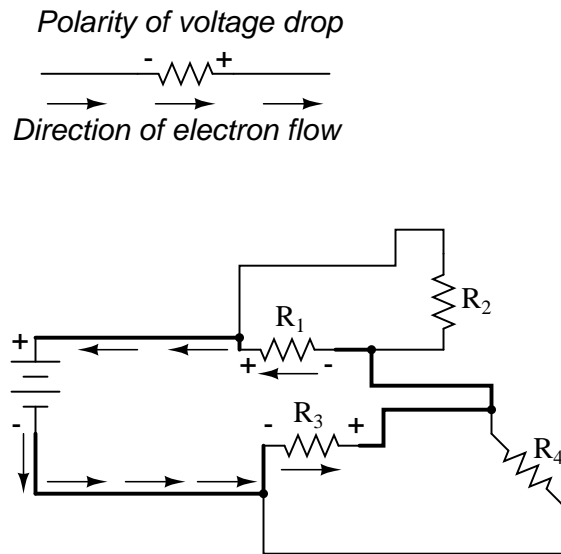 Polarity of voltage drop
- +
Direction of electron flow
R2
R1
+
+ -
- R3 +
-
R4